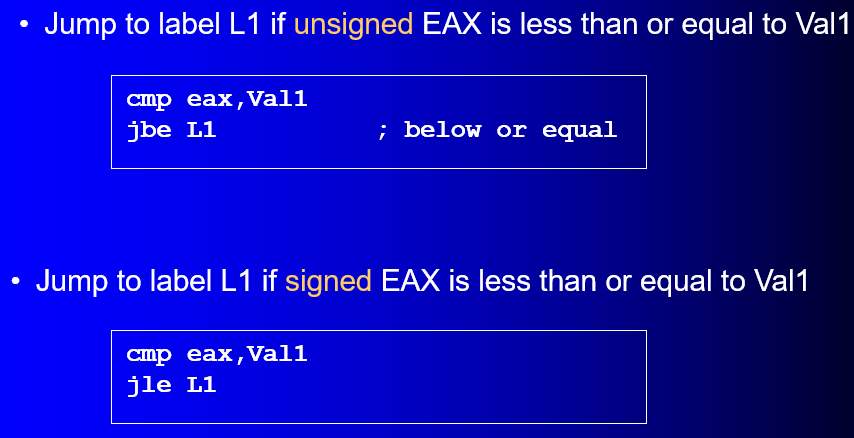 • Jump to label L1 if unsigned EAX is less than or equal to Val1
cmp eax,Val1
jbe L1 ; below or equal
• Jump to label L1 if signed EAX is less than or equal to Val1
cmp eax,Val1
jle L1